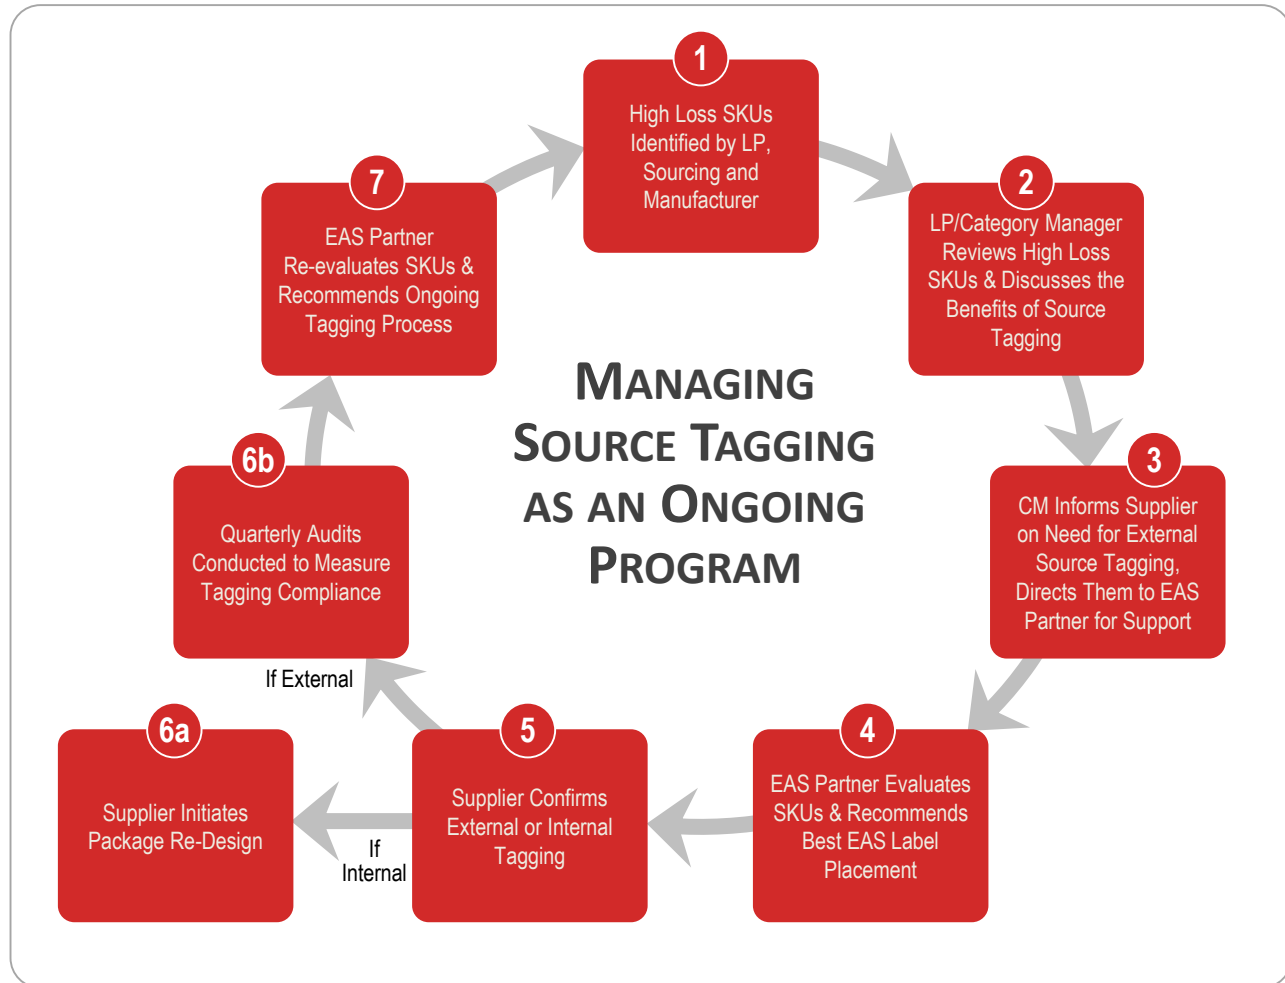 1
High Loss SKUs
Identified by LP,
Sourcing and
Manufacturer
2
LP/Category Manager
Reviews High Loss
SKUs & Discusses the
Benefits of Source
Tagging
3
CM Informs Supplier
on Need for External
Source Tagging,
Directs Them to EAS
Partner for Support
4
EAS Partner Evaluates
SKUs & Recommends
Best EAS Label
Placement
5
Supplier Confirms
External or Internal
Tagging
If
Internal
6a
Supplier Initiates
Package Re-Design
If External
6b
Quarterly Audits
Conducted to Measure
Tagging Compliance
7
EAS Partner
Re-evaluates SKUs &
Recommends Ongoing
Tagging Process
MANAGING
SOURCE TAGGING
AS AN ONGOING
PROGRAM